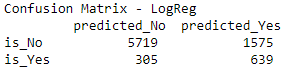 Confusion Matrix - LogReg
predicted_No predicted_Yes
is_No 5719 1575
is_Yes 305 639